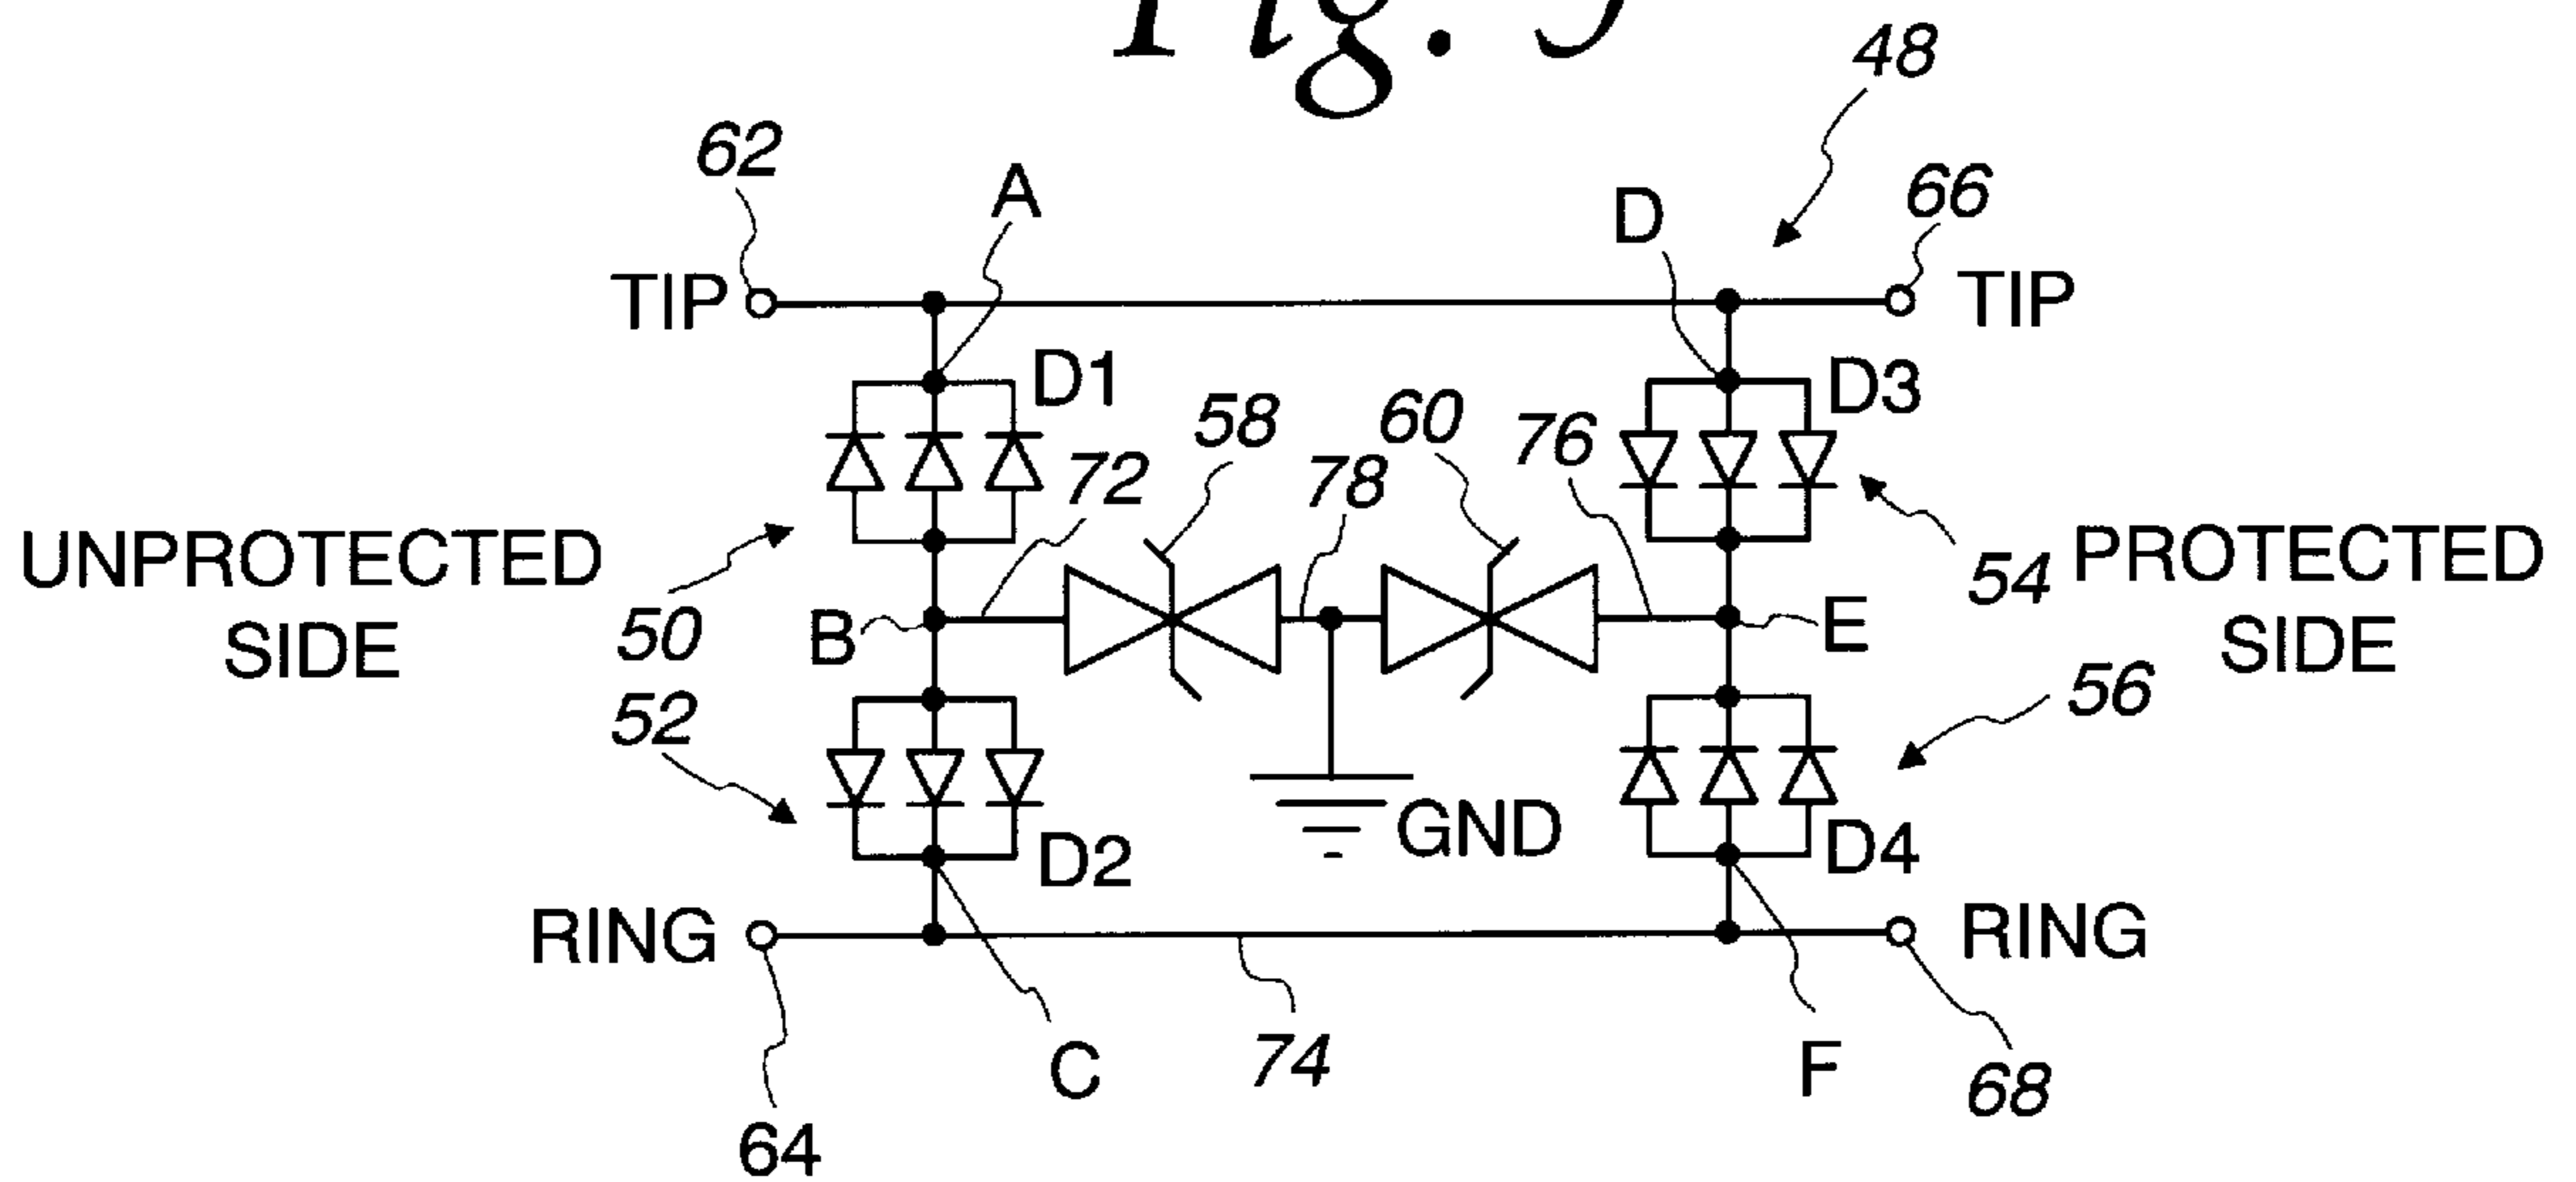 48
62
A
D
66
TIP
TIP
D1
D3
58
60
76
72
78
UNPROTECTED
SIDE
50
B
E
54
PROTECTED
SIDE
52
56
GND
D2
D4
RING
RING
C
74
F
68
64